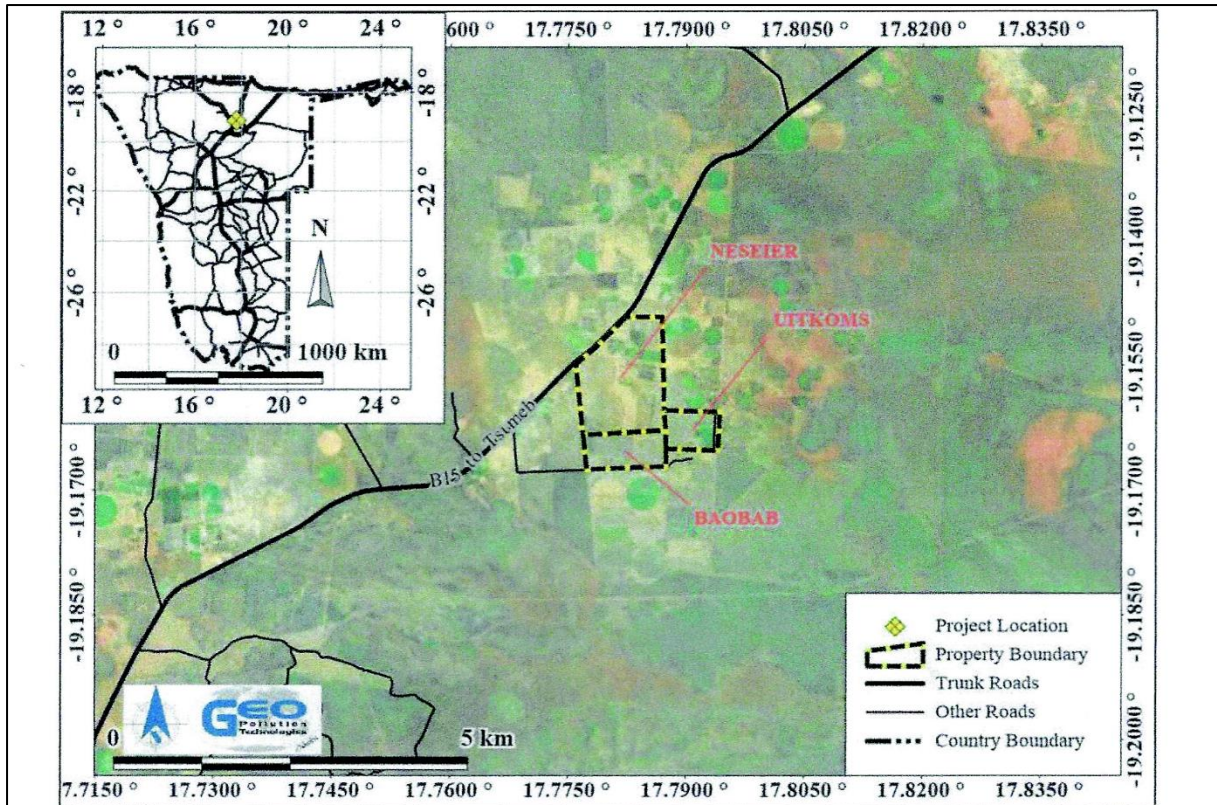 12 ° 16 ° 20 ° 24 °
600 ° 17.7750 ° 17.7900 ° 17.8050 ° 17.8200 ° 17.8350 °
-18°
-22°
-26°
N
0 1000 km
12 ° 16 ° 20 ° 24 °
-19.1250 °
-19.1400 °
-19.1550 °
-19.1700 °
-19.1850 °
-19.2000 °
NESEIER
UITKOMS
BAOBAB
B15 to Tsumeb
-19.1700 °
-19.1850 °
Project Location
Property Boundary
Trunk Roads
Other Roads
Country Boundary
GEO
Pollution
Technologies
0 5 km
7.7150 ° 17.7300 ° 17.7450 ° 17.7600 ° 17.7750 ° 17.7900 ° 17.8050 ° 17.8200 ° 17.8350 °